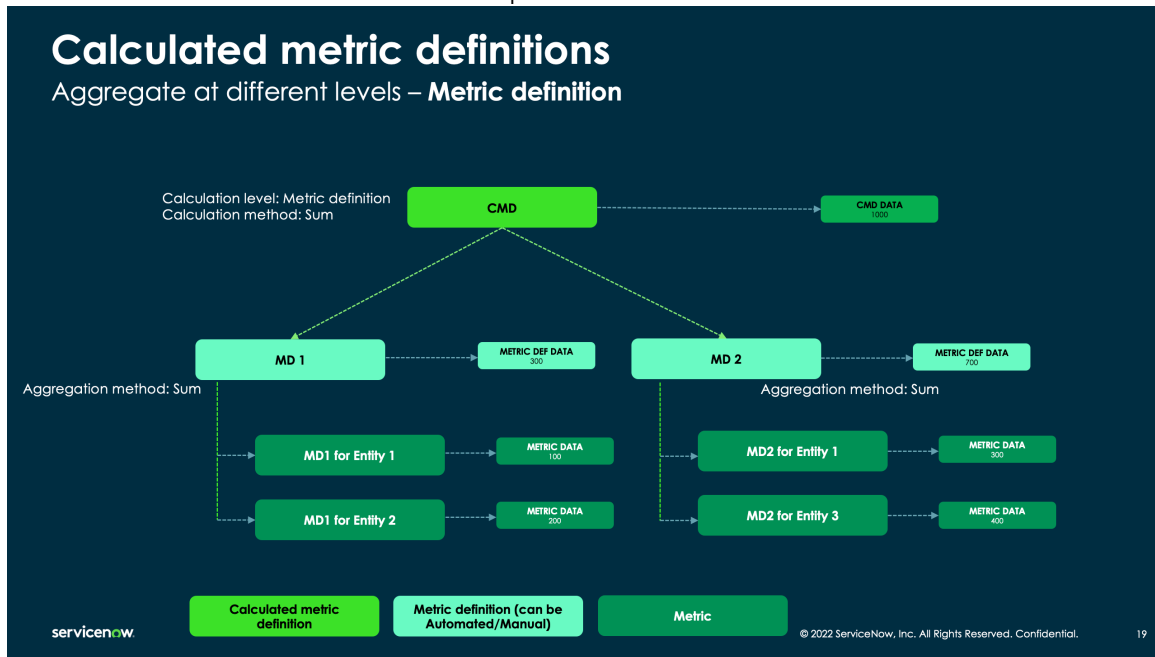 Calculated metric definitions
Aggregate at different levels – Metric definition
Calculation level: Metric definition
Calculation method: Sum
CMD
CMD DATA
1000
MD 1
METRIC DEF DATA
300
MD 2
METRIC DEF DATA
700
Aggregation method: Sum
Aggregation method: Sum
MD1 for Entity 1
METRIC DATA
100
MD2 for Entity 1
METRIC DATA
300
MD1 for Entity 2
METRIC DATA
200
MD2 for Entity 3
METRIC DATA
400
Calculated metric
definition
Metric definition (can be
Automated/Manual)
Metric
servicenow.
© 2022 ServiceNow, Inc. All Rights Reserved. Confidential.
19